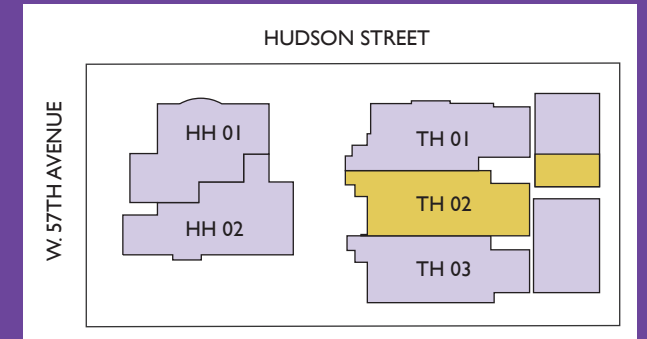 HUDSON STREET
W. 57TH AVENUE
HH 01
TH 01
TH 02
HH 02
TH 03